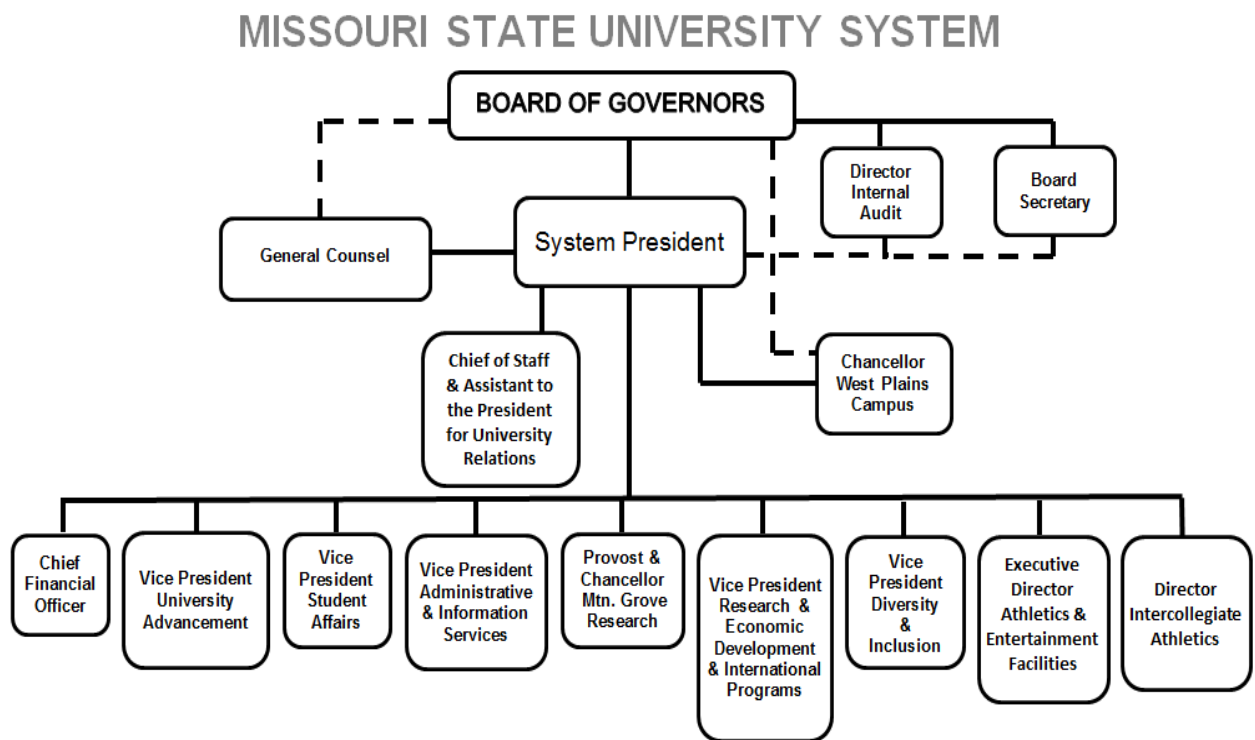 MISSOURI STATE UNIVERSITY SYSTEM
BOARD OF GOVERNORS
Director
Internal
Audit
Board
Secretary
General Counsel
System President
Chief of Staff
& Assistant to
the President
for University
Relations
Chancellor
West Plains
Campus
Chief
Financial
Officer
Vice President
University
Advancement
Vice
President
Student
Affairs
Vice President
Administrative
& Information
Services
Provost &
Chancellor
Mtn. Grove
Research
Vice President
Research &
Economic
Development
& International
Programs
Vice
President
Diversity
&
Inclusion
Executive
Director
Athletics &
Entertainment
Facilities
Director
Intercollegiate
Athletics